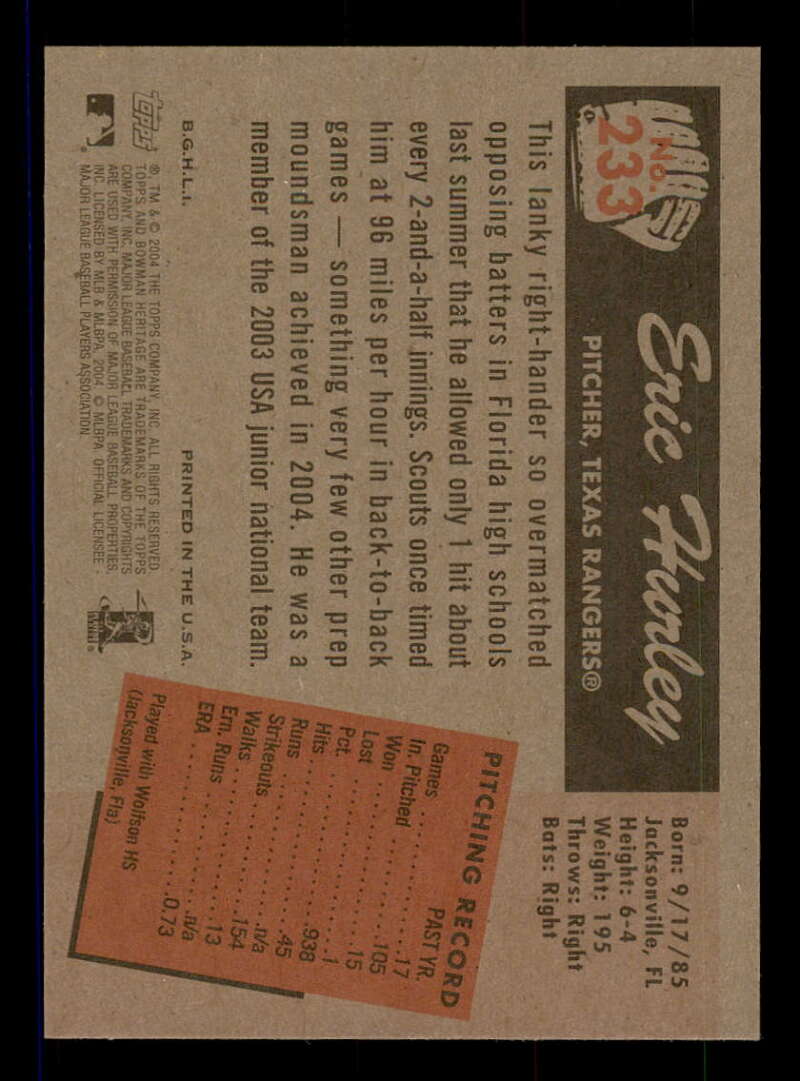 No.
233
Eric Hurley
PITCHER, TEXAS RANGERS®
Born: 9/17/85
Jacksonville, FL
Height: 6-4
Weight: 195
Throws: Right
Bats: Right
This lanky right-hander so overmatched
opposing batters in Florida high schools
last summer that he allowed only 1 hit about
every 2-and-a-half innings. Scouts once timed
him at 96 miles per hour in back-to-back
games — something very few other prep
moundsman achieved in 2004. He was a
member of the 2003 USA junior national team.
PITCHING RECORD
PAST YR.
Games . . . . . . . . . . . . . . . . .17
In. Pitched . . . . . . . . . . . . .105
Won . . . . . . . . . . . . . . . . . .15
Lost . . . . . . . . . . . . . . . . . . .1
Pct. . . . . . . . . . . . . . . . . . .938
Hits . . . . . . . . . . . . . . . . . .45
Runs . . . . . . . . . . . . . . . . .n/a
Strikeouts . . . . . . . . . . . . .154
Walks . . . . . . . . . . . . . . . . .13
Ern. Runs . . . . . . . . . . . . . .n/a
ERA . . . . . . . . . . . . . . . . .0.73
Played with Wolfson HS
(Jacksonville, Fla)
B.G.H.L.I.
PRINTED IN THE U.S.A.
Topps
® , TM & © 2004 THE TOPPS COMPANY, INC. ALL RIGHTS RESERVED.
TOPPS AND BOWMAN HERITAGE ARE TRADEMARKS OF THE TOPPS
COMPANY, INC. MAJOR LEAGUE BASEBALL TRADEMARKS AND COPYRIGHTS
ARE USED WITH PERMISSION OF MAJOR LEAGUE BASEBALL PROPERTIES,
INC. LICENSED BY MLB & MLBPA, 2004. © MLBPA. OFFICIAL LICENSEE -
MAJOR LEAGUE BASEBALL PLAYERS ASSOCIATION.